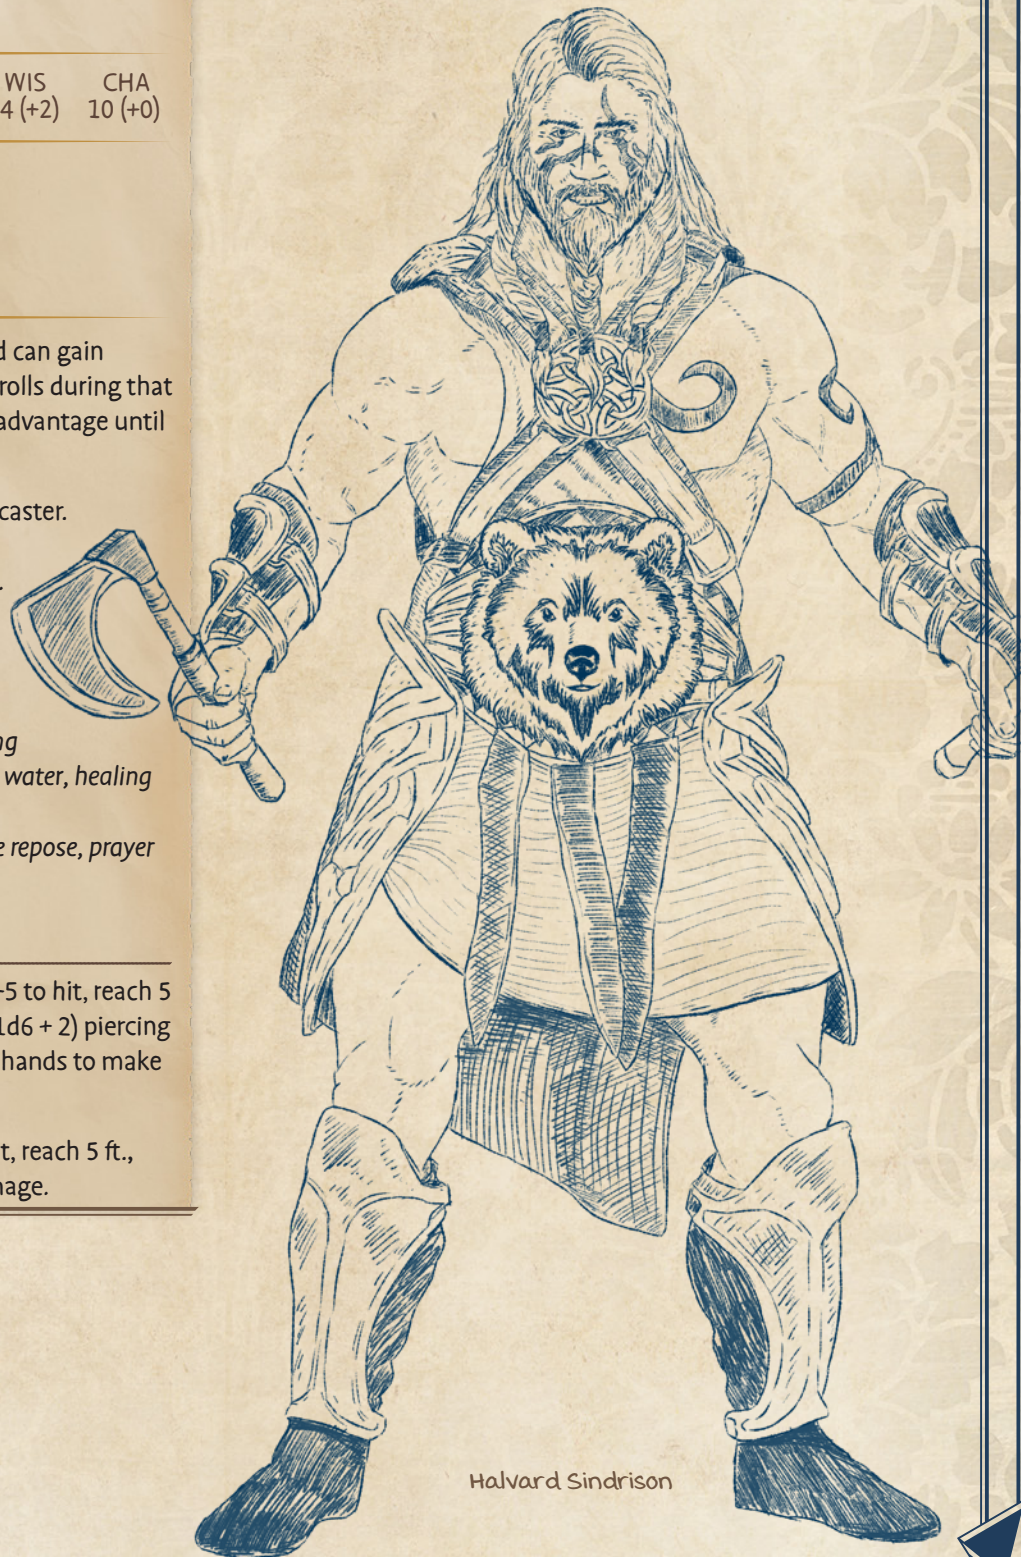 WIS CHA
4 (+2) 10 (+0)
d can gain
rolls during that
advantage until
caster.
.
ng
water, healing
e repose, prayer
+5 to hit, reach 5
1d6 + 2) piercing
hands to make
t, reach 5 ft.,
mage.
Halvard Sindrison